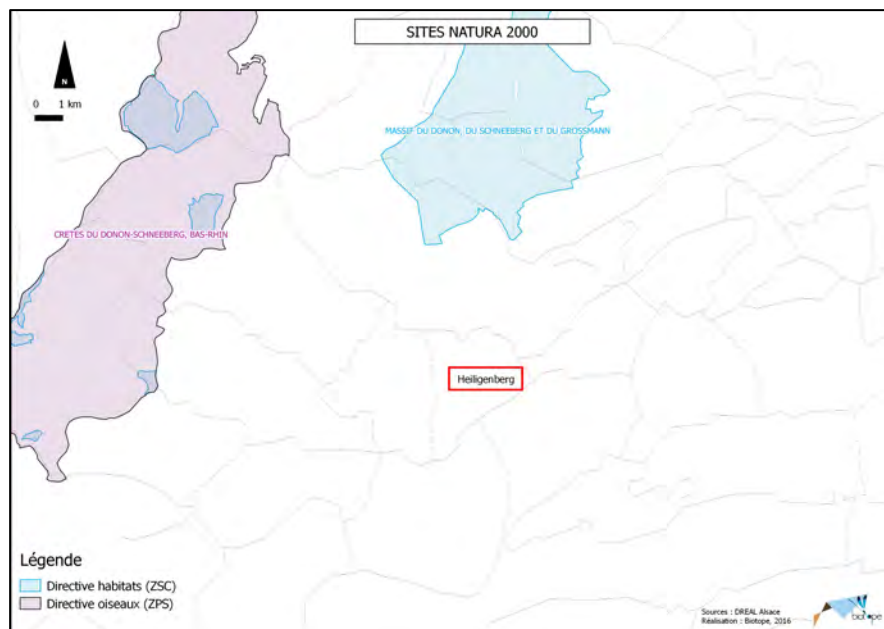 SITES NATURA 2000
N
0 1 km
MASSIF DU DONON, DU SCHNEEBERG ET DU GROSSMANN
CRETES DU DONON-SCHNEEBERG, BAS-RHIN
Heiligenberg
Légende
Directive habitats (ZSC)
Directive oiseaux (ZPS)
Sources : DREAL Alsace
Réalisation : Biotope, 2016
biotope